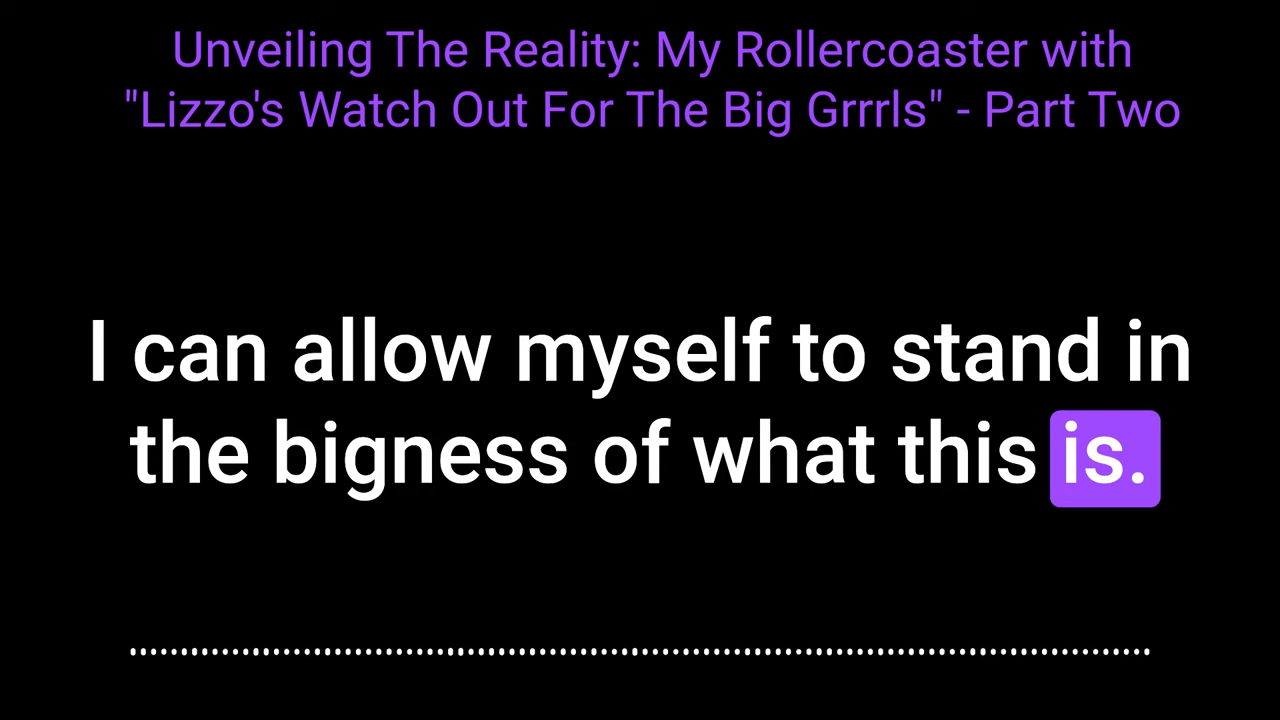 Unveiling The Reality: My Rollercoaster with
"Lizzo's Watch Out For The Big Grrrls" - Part Two
I can allow myself to stand in
the bigness of what this is.